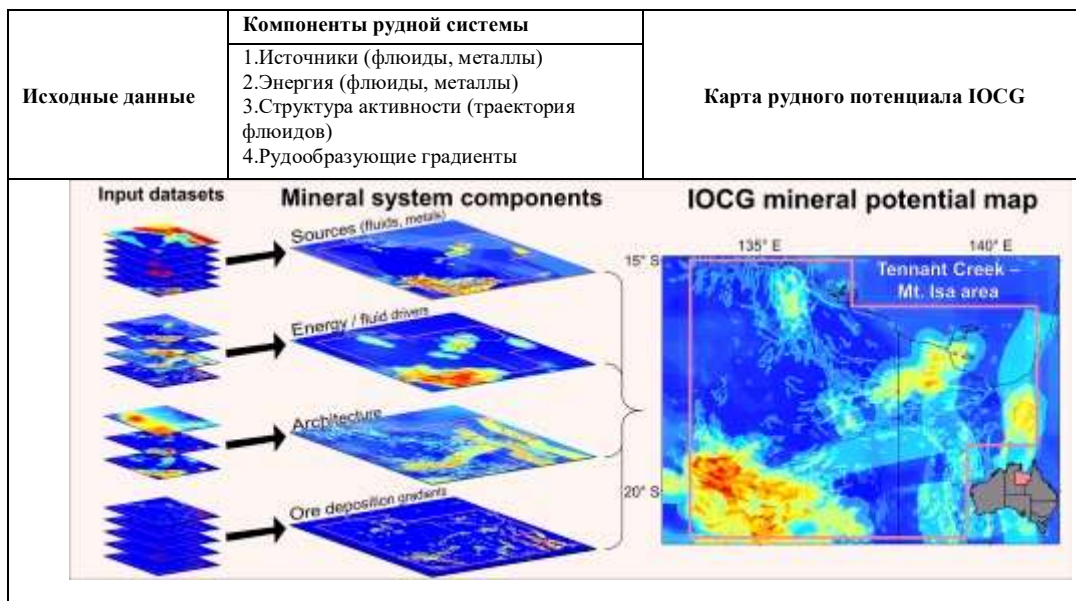 Исходные данные
Компоненты рудной системы
1.Источники (флюиды, металлы)
2.Энергия (флюиды, металлы)
3.Структура активности (траектория
флюидов)
4.Рудообразующие градиенты
Карта рудного потенциала IOCG
Input datasets
Mineral system components
IOCG mineral potential map
Sources (fluids, metals)
Energy / fluid drivers
Architecture
Ore deposition gradients
135° E
140° E
15° S
20° S
Tennant Creek –
Mt. Isa area